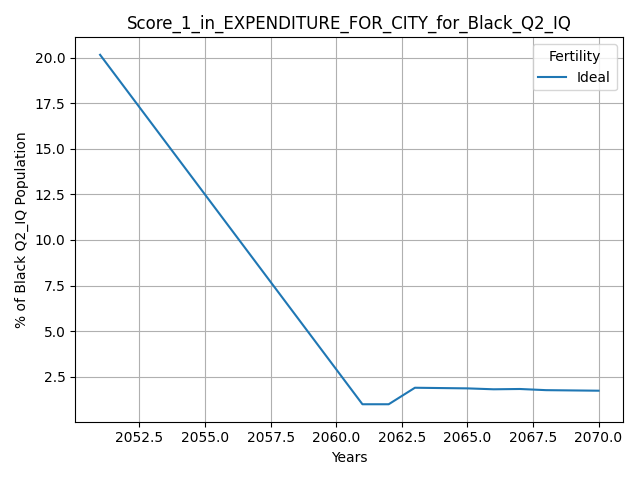 Score_1_in_EXPENDITURE_FOR_CITY_for_Black_Q2_IQ
Fertility
Ideal
% of Black Q2_IQ Population
20.0
17.5
15.0
12.5
10.0
7.5
5.0
2.5
2052.5 2055.0 2057.5 2060.0 2062.5 2065.0 2067.5 2070.0
Years